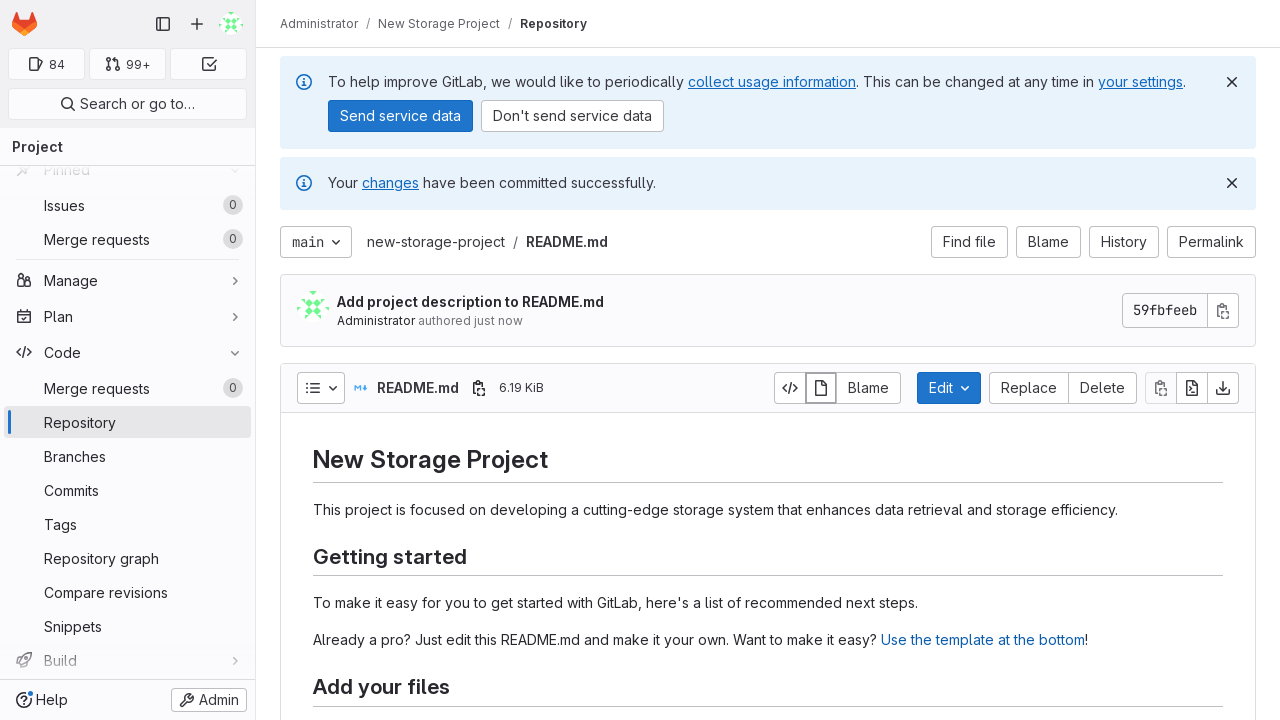 Administrator / New Storage Project / Repository
84
99+
Search or go to…
Project
Pinned
Issues 0
Merge requests 0
Manage
Plan
Code
Merge requests 0
Repository
Branches
Commits
Tags
Repository graph
Compare revisions
Snippets
Build
Help
Admin
To help improve GitLab, we would like to periodically collect usage information. This can be changed at any time in your settings.
Send service data
Don't send service data
Your changes have been committed successfully.
main
new-storage-project / README.md
Find file
Blame
History
Permalink
Add project description to README.md
Administrator authored just now
59fbfeeb
README.md
6.19 KiB
Blame
Edit
Replace
Delete
New Storage Project
This project is focused on developing a cutting-edge storage system that enhances data retrieval and storage efficiency.
Getting started
To make it easy for you to get started with GitLab, here's a list of recommended next steps.
Already a pro? Just edit this README.md and make it your own. Want to make it easy? Use the template at the bottom!
Add your files